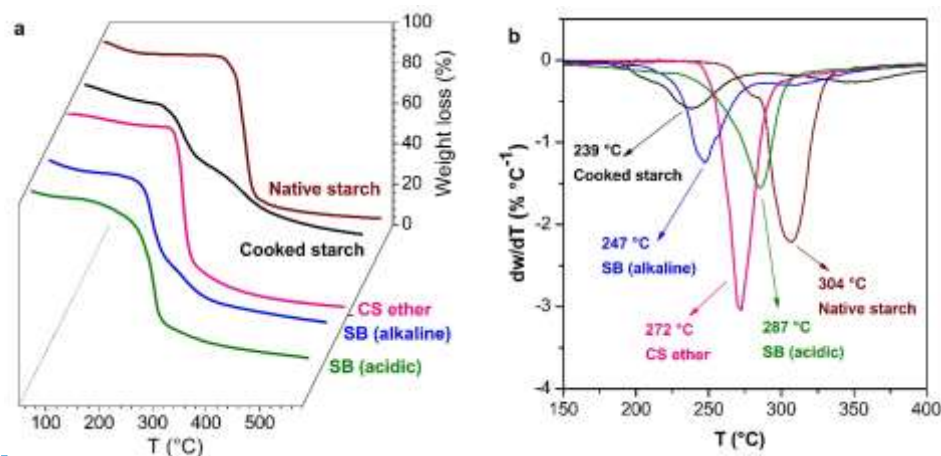 a
100
80
60
40
20
0
Weight loss (%)
Native starch
Cooked starch
CS ether
SB (alkaline)
SB (acidic)
100 200 300 400 500
T (°C)
b
0
-1
-2
-3
-4
dw/dT (% °C⁻¹)
239 °C
Cooked starch
247 °C
SB (alkaline)
272 °C
CS ether
287 °C
SB (acidic)
304 °C
Native starch
150 200 250 300 350 400
T (°C)